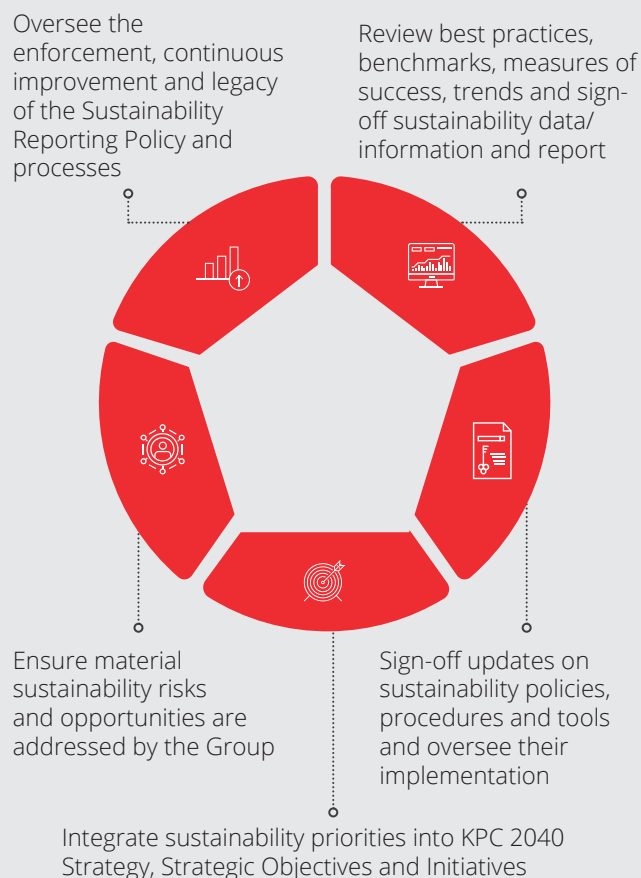 Oversee the
enforcement, continuous
improvement and legacy
of the Sustainability
Reporting Policy and
processes
Review best practices,
benchmarks, measures of
success, trends and sign-
off sustainability data/
information and report
Ensure material
sustainability risks
and opportunities are
addressed by the Group
Sign-off updates on
sustainability policies,
procedures and tools
and oversee their
implementation
Integrate sustainability priorities into KPC 2040
Strategy, Strategic Objectives and Initiatives